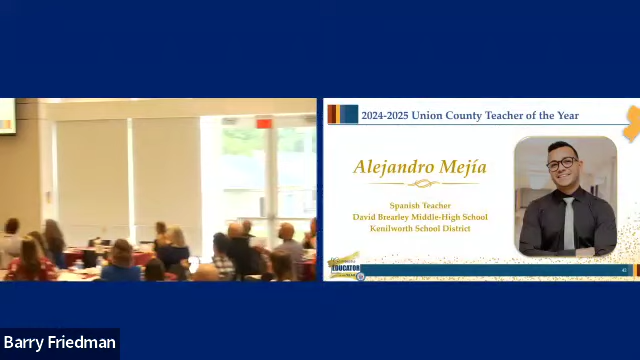 2024-2025 Union County Teacher of the Year
Alejandro Mejía
Spanish Teacher
David Brearley Middle-High School
Kenilworth School District
EDUCATOR
Barry Friedman